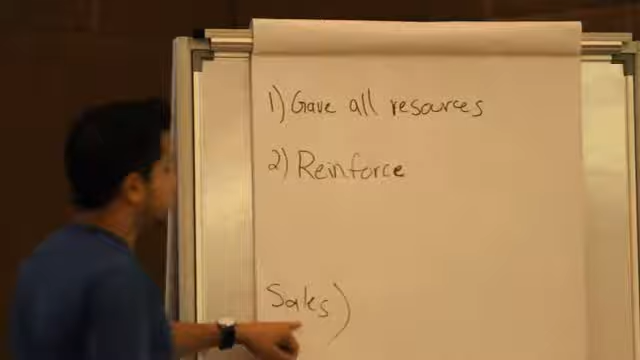 1) Gave all resources
2) Reinforce
Sales)